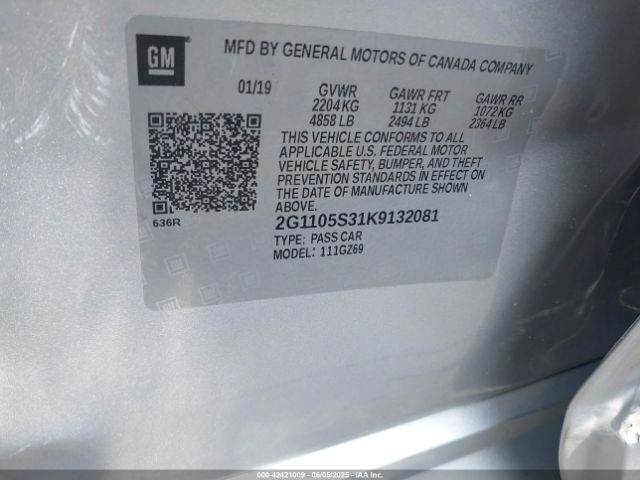 GM
MFD BY GENERAL MOTORS OF CANADA COMPANY
01/19 GVWR GAWR FRT GAWR RR
2204 KG 1131 KG 1072 KG
4858 LB 2494 LB 2364 LB
THIS VEHICLE CONFORMS TO ALL
APPLICABLE U.S. FEDERAL MOTOR
VEHICLE SAFETY, BUMPER, AND THEFT
PREVENTION STANDARDS IN EFFECT ON
THE DATE OF MANUFACTURE SHOWN
ABOVE.
636R
2G1105S31K9132081
TYPE: PASS CAR
MODEL: 111GZ69
000-42421009 | 06/05/2025 - IAAI.com